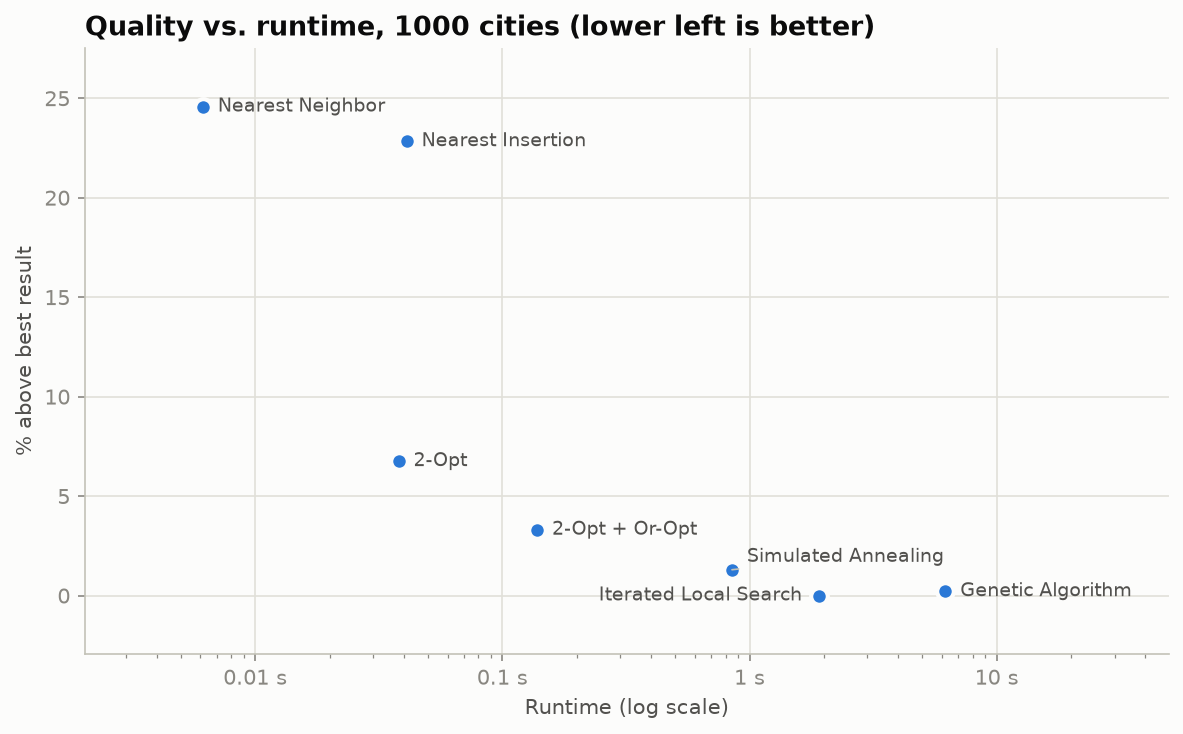 Quality vs. runtime, 1000 cities (lower left is better)
% above best result
25
20
15
10
5
0
Nearest Neighbor
Nearest Insertion
2-Opt
2-Opt + Or-Opt
Simulated Annealing
Iterated Local Search
Genetic Algorithm
0.01 s
0.1 s
1 s
10 s
Runtime (log scale)